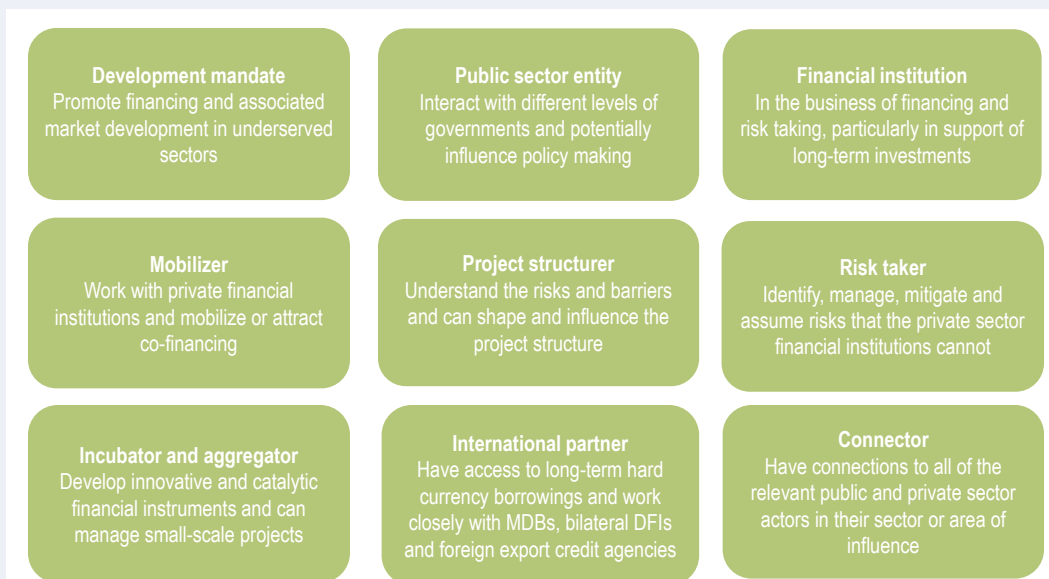 Development mandate
Promote financing and associated
market development in underserved
sectors
Public sector entity
Interact with different levels of
governments and potentially
influence policy making
Financial institution
In the business of financing and
risk taking, particularly in support of
long-term investments
Mobilizer
Work with private financial
institutions and mobilize or attract
co-financing
Project structurer
Understand the risks and barriers
and can shape and influence the
project structure
Risk taker
Identify, manage, mitigate and
assume risks that the private sector
financial institutions cannot
Incubator and aggregator
Develop innovative and catalytic
financial instruments and can
manage small-scale projects
International partner
Have access to long-term hard
currency borrowings and work
closely with MDBs, bilateral DFIs
and foreign export credit agencies
Connector
Have connections to all of the
relevant public and private sector
actors in their sector or area of
influence